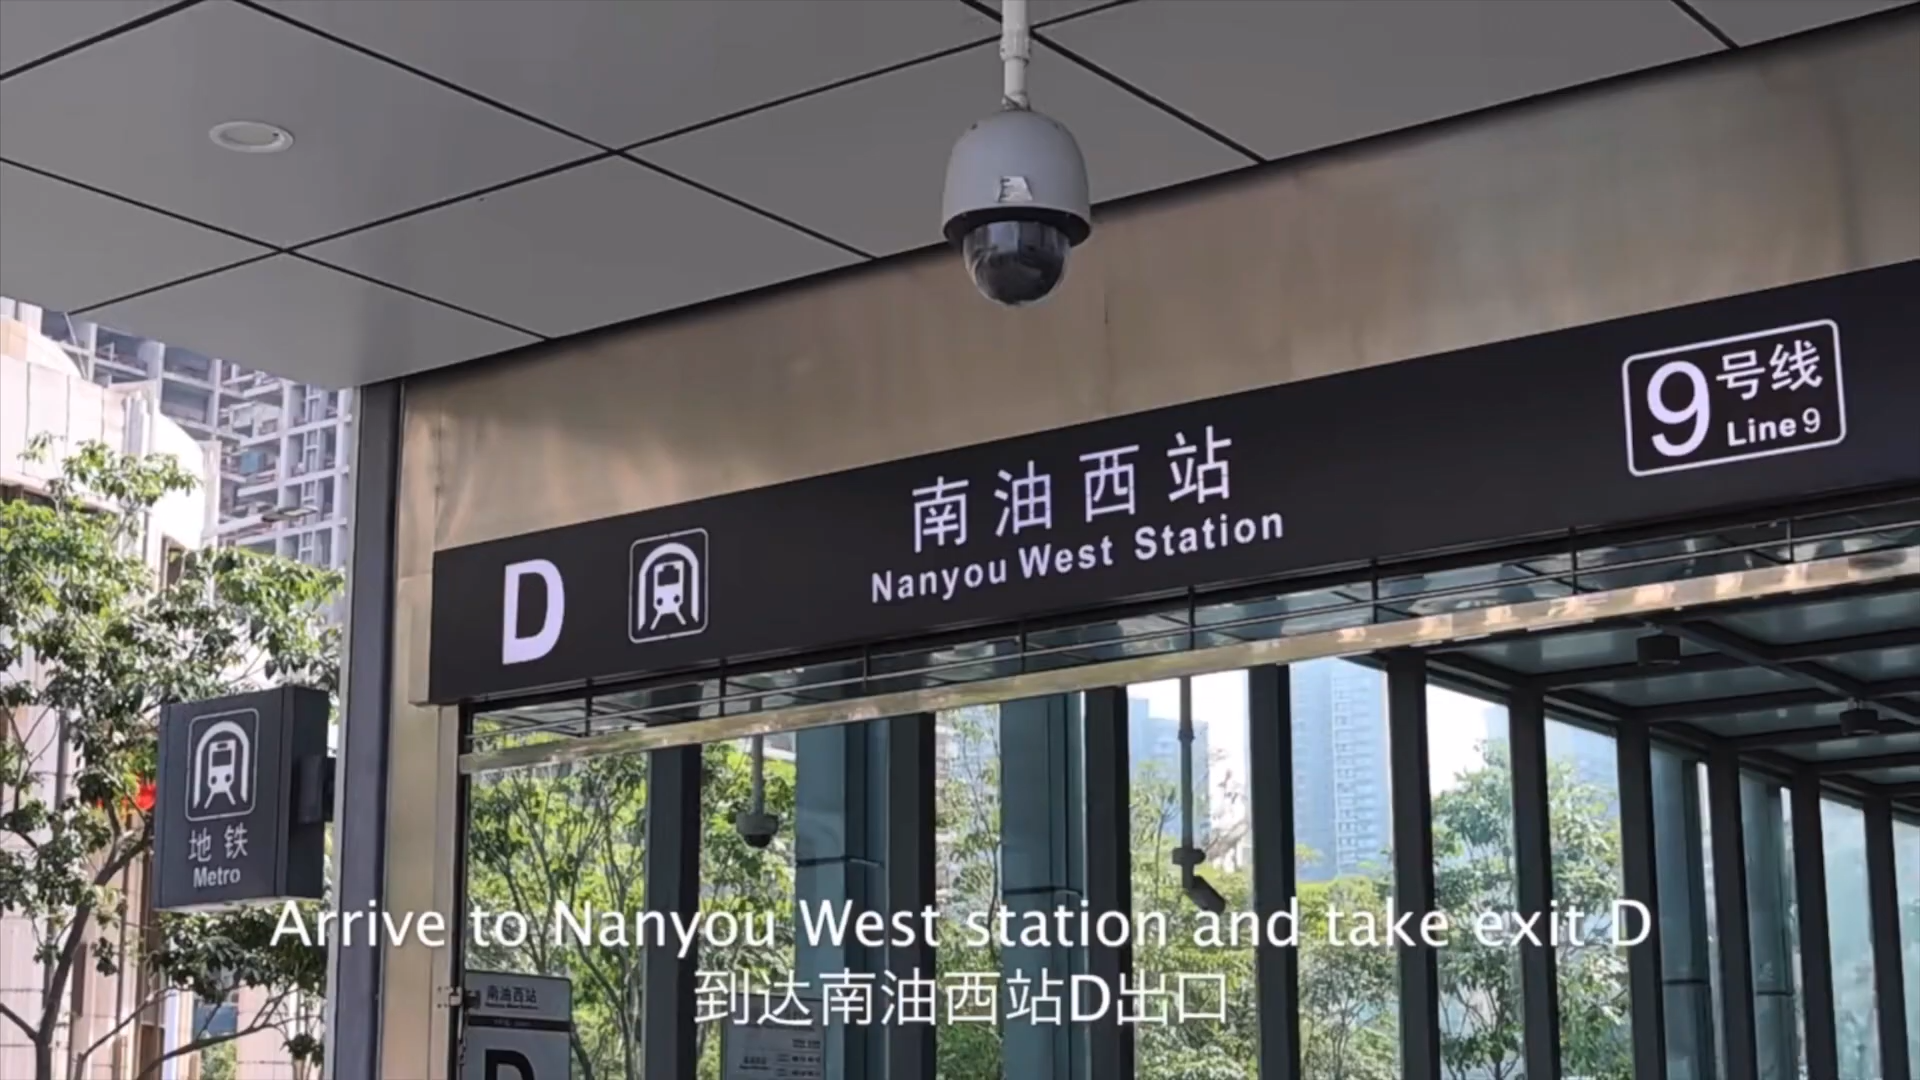 9号线
Line 9
南油西站
Nanyou West Station
D
地铁
Metro
Arrive to Nanyou West station and take exit D
到达南油西站D出口
南油西站
D